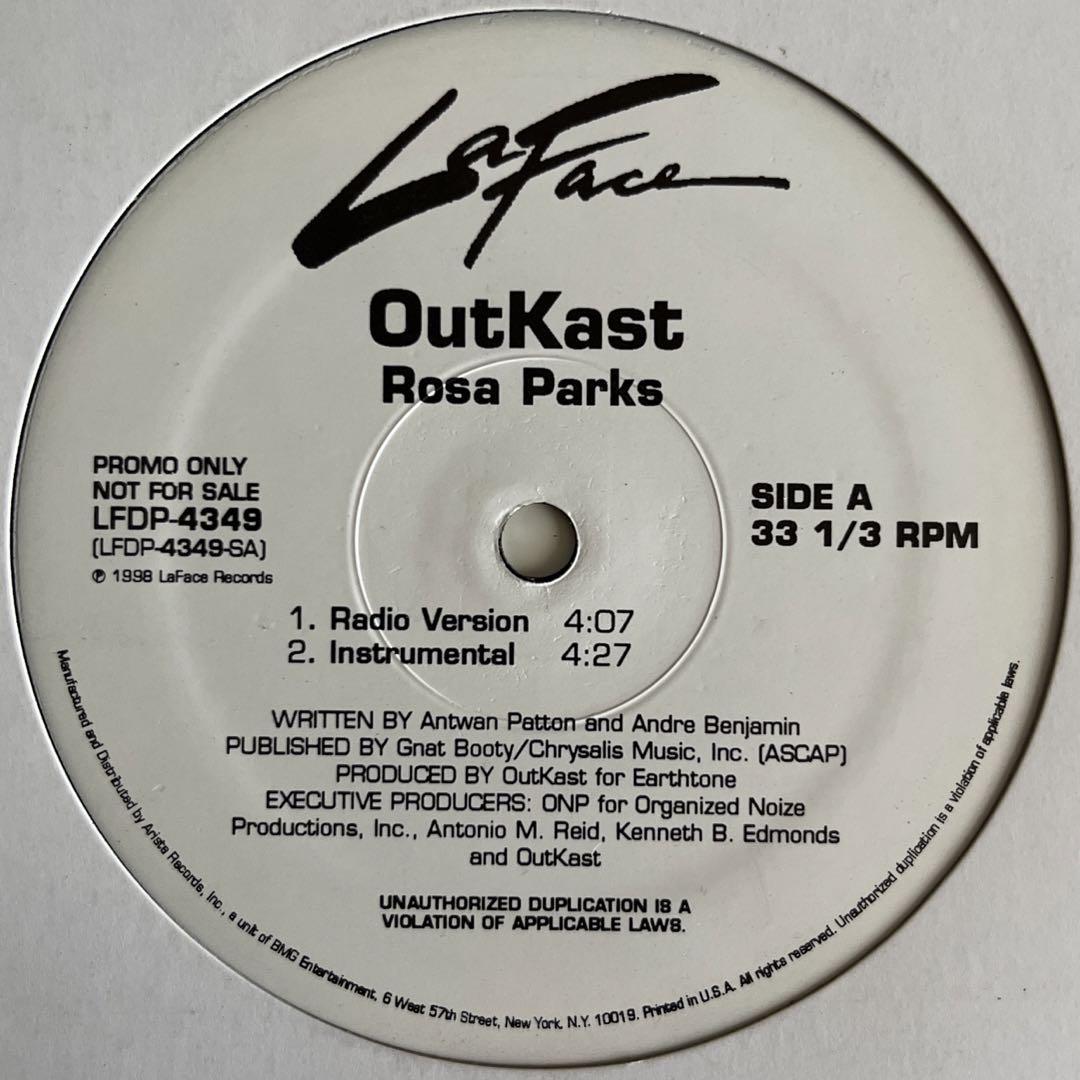 LaFace
OutKast
Rosa Parks
PROMO ONLY
NOT FOR SALE
LFDP-4349
(LFDP-4349-SA)
℗ 1998 LaFace Records
SIDE A
33 1/3 RPM
1. Radio Version 4:07
2. Instrumental 4:27
WRITTEN BY Antwan Patton and Andre Benjamin
PUBLISHED BY Gnat Booty/Chrysalis Music, Inc. (ASCAP)
PRODUCED BY OutKast for Earthtone
EXECUTIVE PRODUCERS: ONP for Organized Noize
Productions, Inc., Antonio M. Reid, Kenneth B. Edmonds
and OutKast
UNAUTHORIZED DUPLICATION IS A
VIOLATION OF APPLICABLE LAWS.
Manufactured and Distributed by Arista Records, Inc., a unit of BMG Entertainment, 6 West 57th Street, New York, N.Y. 10019. Printed in U.S.A. All rights reserved. Unauthorized duplication is a violation of applicable laws.